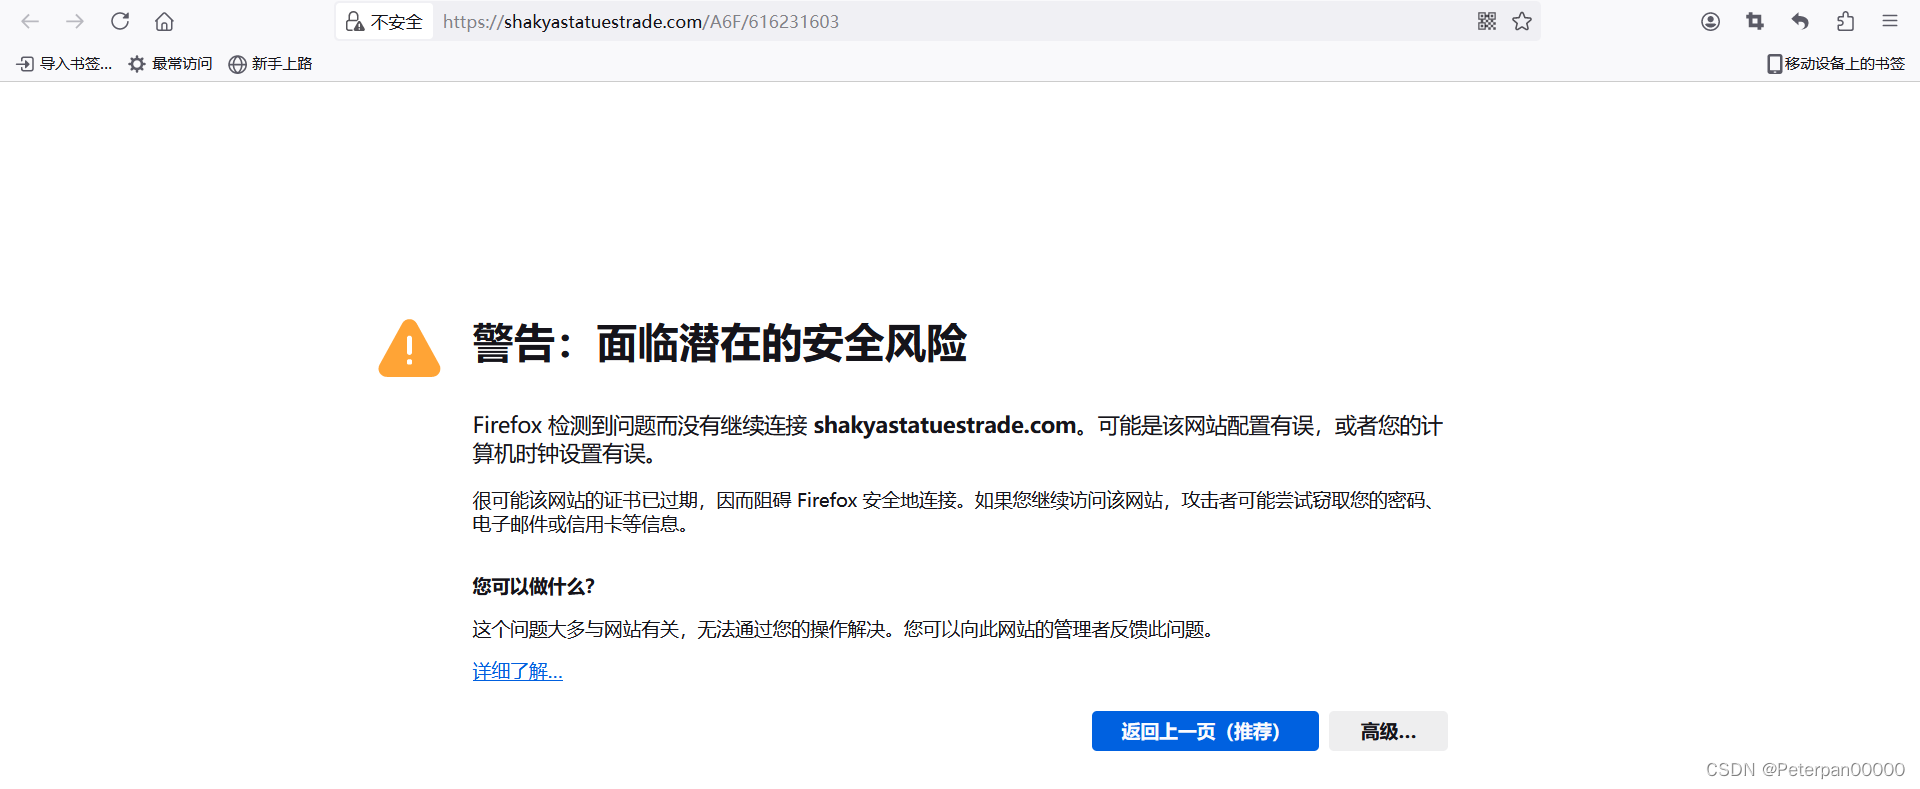 不安全 https://shakyastatuestrade.com/A6F/616231603
导入书签... 最常访问 新手上路 移动设备上的书签
警告：面临潜在的安全风险
Firefox 检测到问题而没有继续连接 shakyastatuestrade.com。可能是该网站配置有误，或者您的计
算机时钟设置有误。
很可能该网站的证书已过期，因而阻碍 Firefox 安全地连接。如果您继续访问该网站，攻击者可能尝试窃取您的密码、
电子邮件或信用卡等信息。
您可以做什么?
这个问题大多与网站有关，无法通过您的操作解决。您可以向此网站的管理者反馈此问题。
详细了解...
返回上一页（推荐） 高级...
CSDN @Peterpan00000